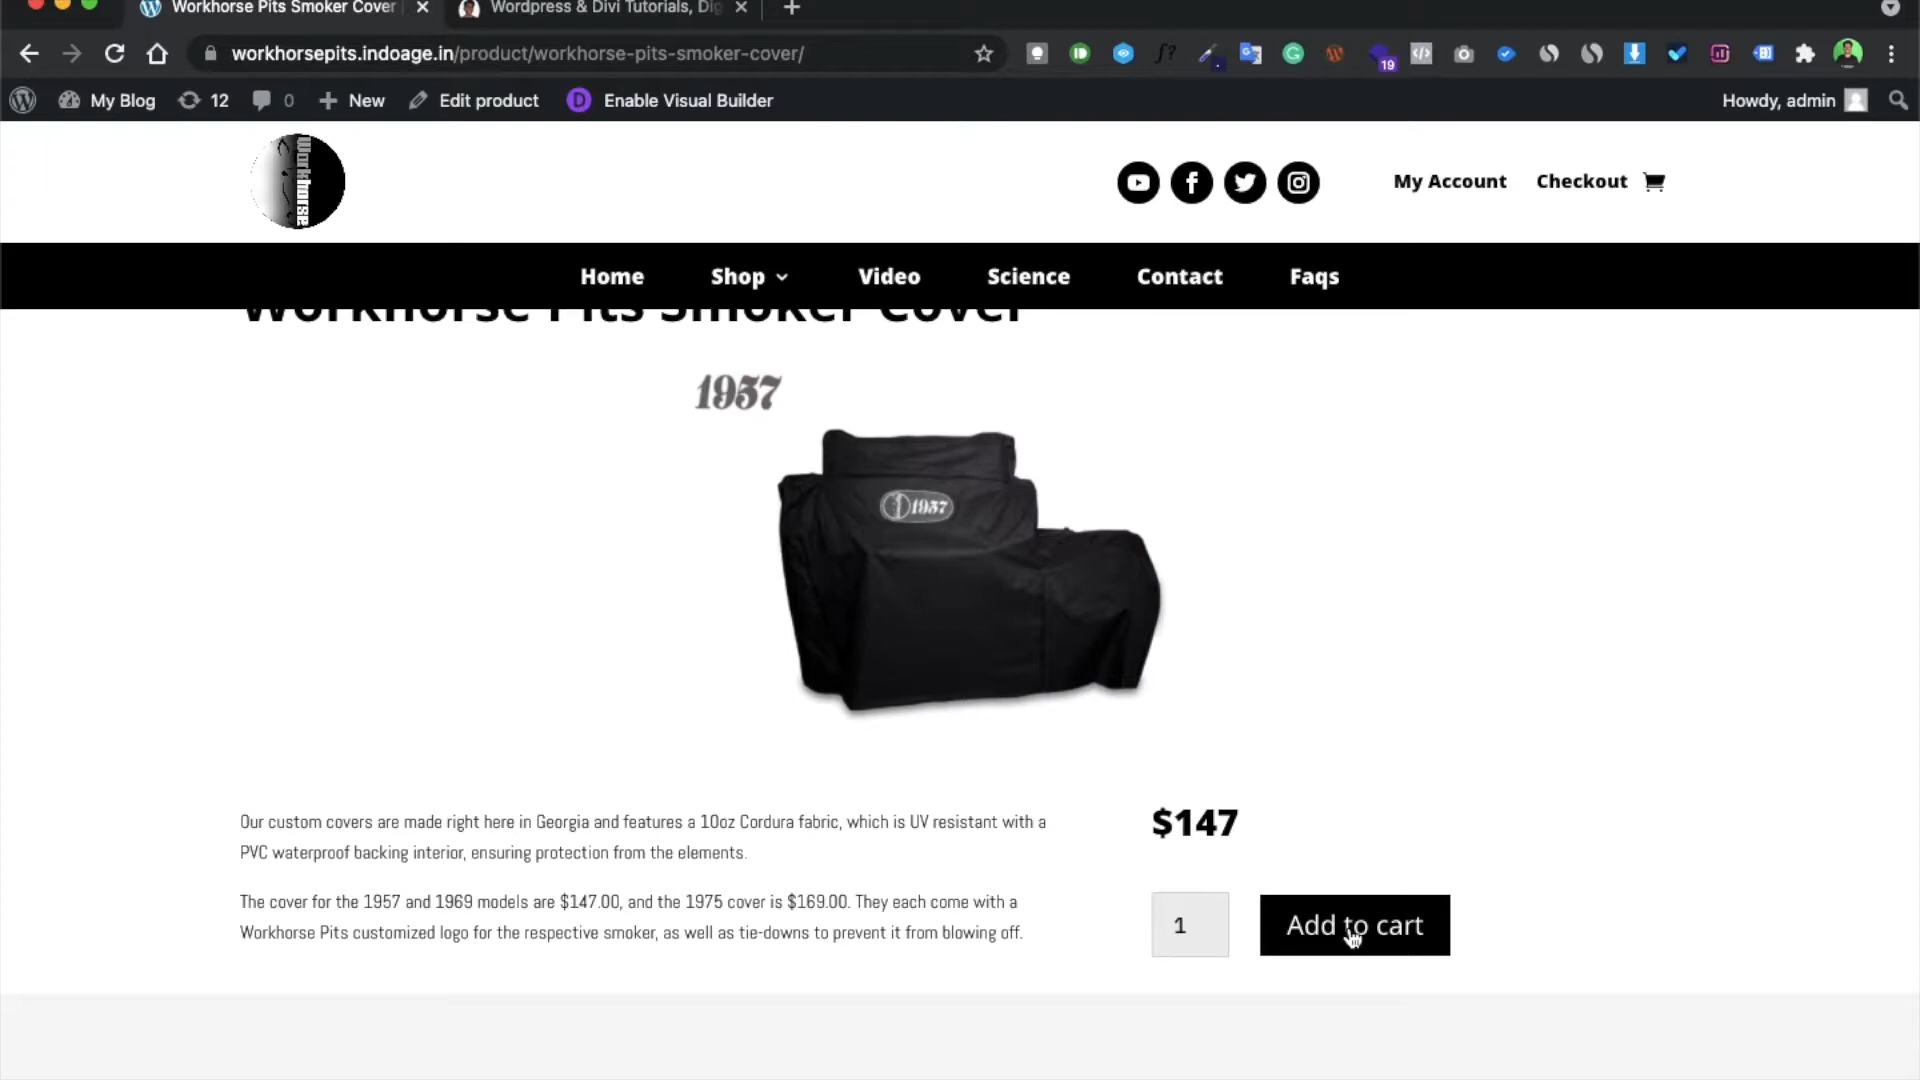 Workhorse Pits Smoker Cover
Wordpress & Divi Tutorials, Dig
workhorsepits.indoage.in/product/workhorse-pits-smoker-cover/
19
My Blog 12 0 New Edit product Enable Visual Builder Howdy, admin
Workhorse
My Account Checkout
Home Shop Video Science Contact Faqs
Workhorse Pits Smoker Cover
1957
1957
Our custom covers are made right here in Georgia and features a 10oz Cordura fabric, which is UV resistant with a
PVC waterproof backing interior, ensuring protection from the elements.
The cover for the 1957 and 1969 models are $147.00, and the 1975 cover is $169.00. They each come with a
Workhorse Pits customized logo for the respective smoker, as well as tie-downs to prevent it from blowing off.
$147
1
Add to cart